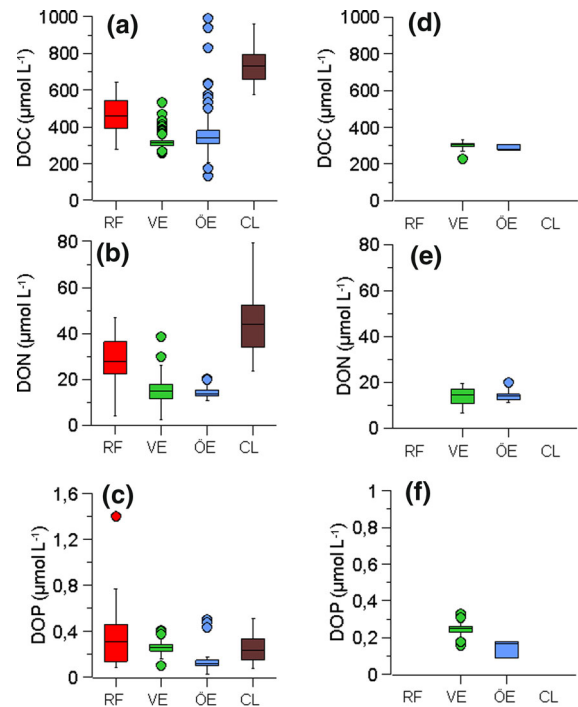 (a)
DOC (µmol L⁻¹)
1000
800
600
400
200
0
RF VE ÖE CL
(d)
DOC (µmol L⁻¹)
1000
800
600
400
200
0
RF VE ÖE CL
(b)
DON (µmol L⁻¹)
80
60
40
20
0
RF VE ÖE CL
(e)
DON (µmol L⁻¹)
80
60
40
20
0
RF VE ÖE CL
(c)
DOP (µmol L⁻¹)
1,6
1,2
0,8
0,4
0
RF VE ÖE CL
(f)
DOP (µmol L⁻¹)
1
0,8
0,6
0,4
0,2
0
RF VE ÖE CL